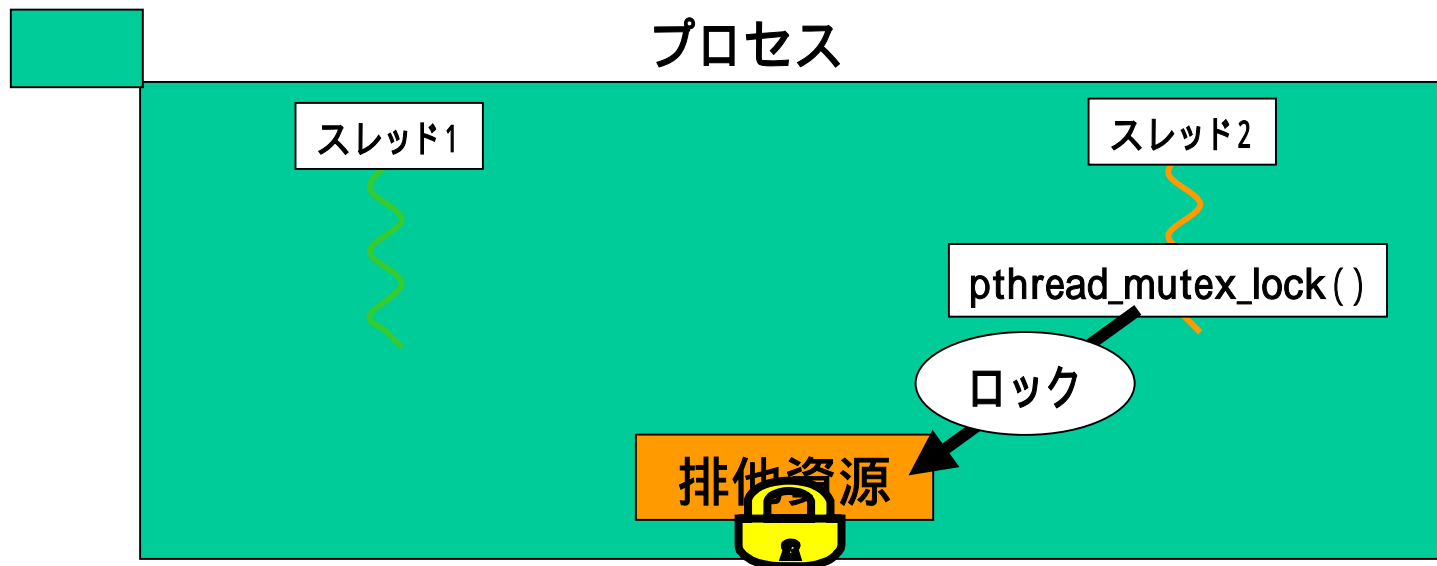 プロセス
スレッド1
スレッド2
pthread_mutex_lock()
ロック
排他資源